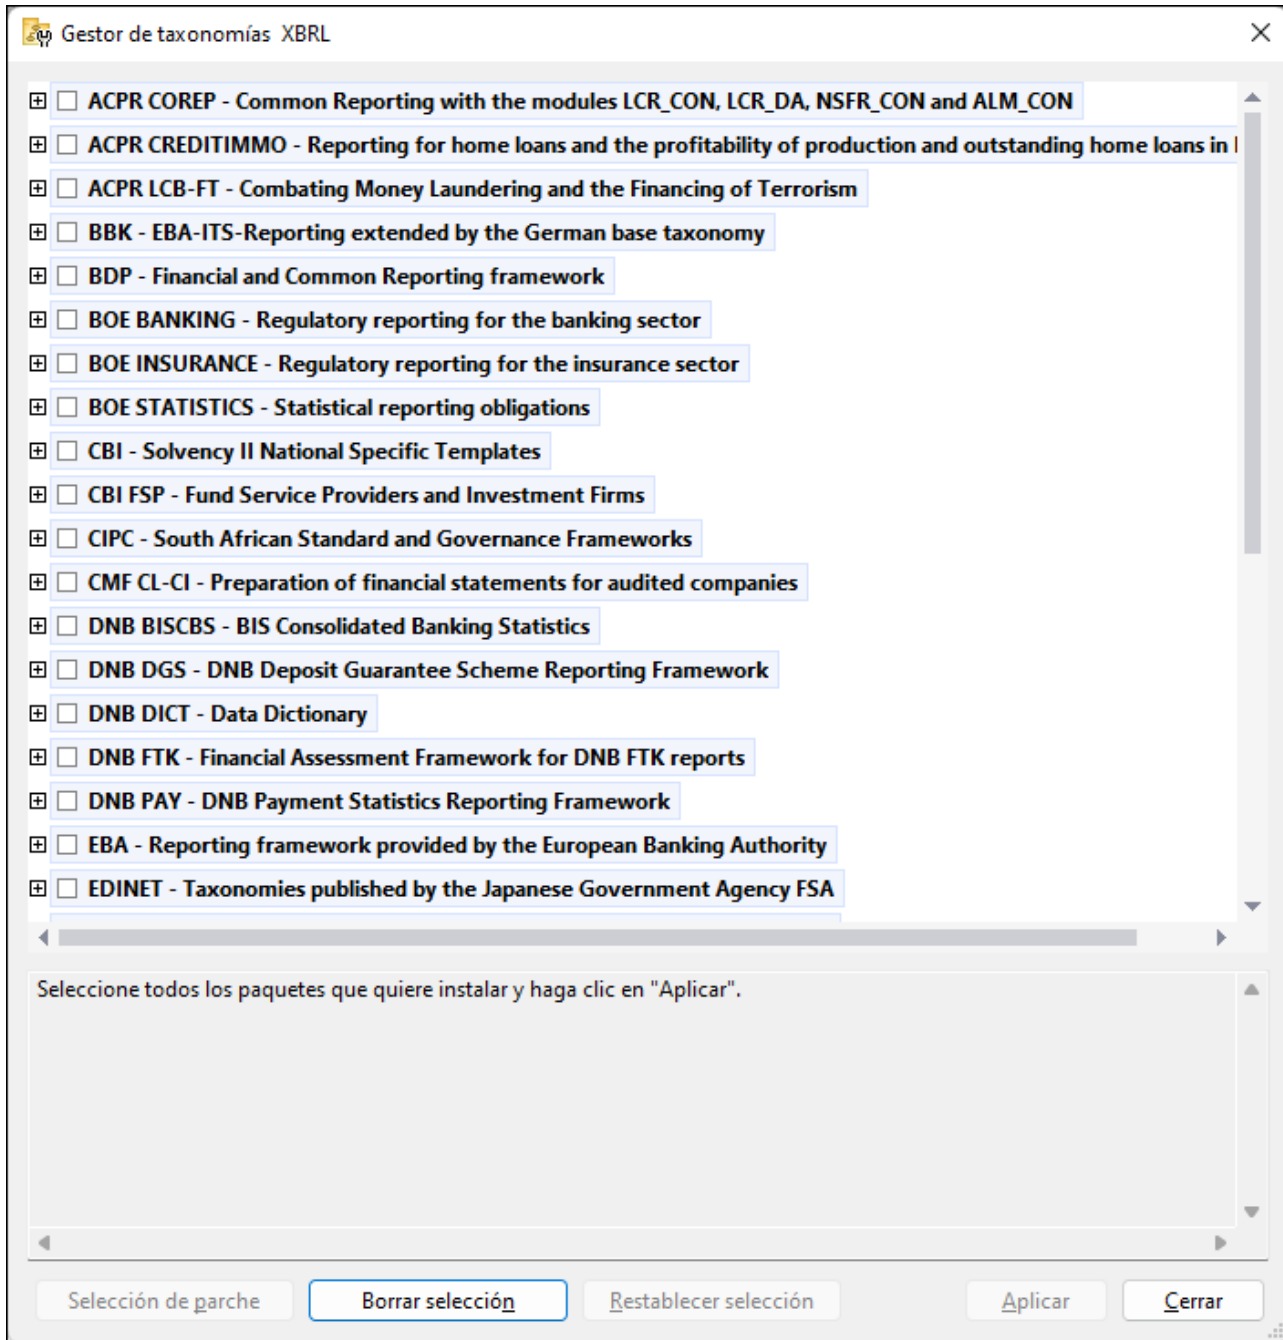 Gestor de taxonomías XBRL
ACPR COREP - Common Reporting with the modules LCR_CON, LCR_DA, NSFR_CON and ALM_CON
ACPR CREDITIMMO - Reporting for home loans and the profitability of production and outstanding home loans in
ACPR LCB-FT - Combating Money Laundering and the Financing of Terrorism
BBK - EBA-ITS-Reporting extended by the German base taxonomy
BDP - Financial and Common Reporting framework
BOE BANKING - Regulatory reporting for the banking sector
BOE INSURANCE - Regulatory reporting for the insurance sector
BOE STATISTICS - Statistical reporting obligations
CBI - Solvency II National Specific Templates
CBI FSP - Fund Service Providers and Investment Firms
CIPC - South African Standard and Governance Frameworks
CMF CL-CI - Preparation of financial statements for audited companies
DNB BISCBS - BIS Consolidated Banking Statistics
DNB DGS - DNB Deposit Guarantee Scheme Reporting Framework
DNB DICT - Data Dictionary
DNB FTK - Financial Assessment Framework for DNB FTK reports
DNB PAY - DNB Payment Statistics Reporting Framework
EBA - Reporting framework provided by the European Banking Authority
EDINET - Taxonomies published by the Japanese Government Agency FSA
Seleccione todos los paquetes que quiere instalar y haga clic en "Aplicar".
Selección de parche
Borrar selección
Restablecer selección
Aplicar
Cerrar